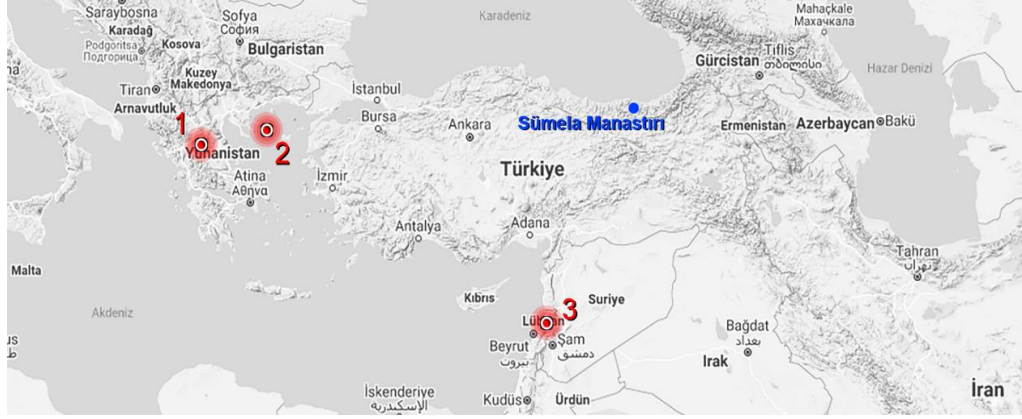 Saraybosna
Sofya
София
Karadağ
Podgoritsa
Подгорица
Kosova
Bulgaristan
Kuzey
Makedonya
Tiran
Arnavutluk
1
2
Yunanistan
Atina
Αθήνα
Karadeniz
İstanbul
Bursa
Ankara
İzmir
Türkiye
Antalya
Adana
Sümela Manastırı
Mahaçkale
Махачкала
Gürcistan
Tiflis
თბილისი
Hazar Denizi
Ermenistan
Azerbaycan
Bakü
Tahran
تهران
Malta
Akdeniz
Kıbrıs
Suriye
3
Lübnan
Beyrut
بيروت
Şam
دمشق
Bağdat
بغداد
Irak
İran
İskenderiye
الإسكندرية
Kudüs
Ürdün